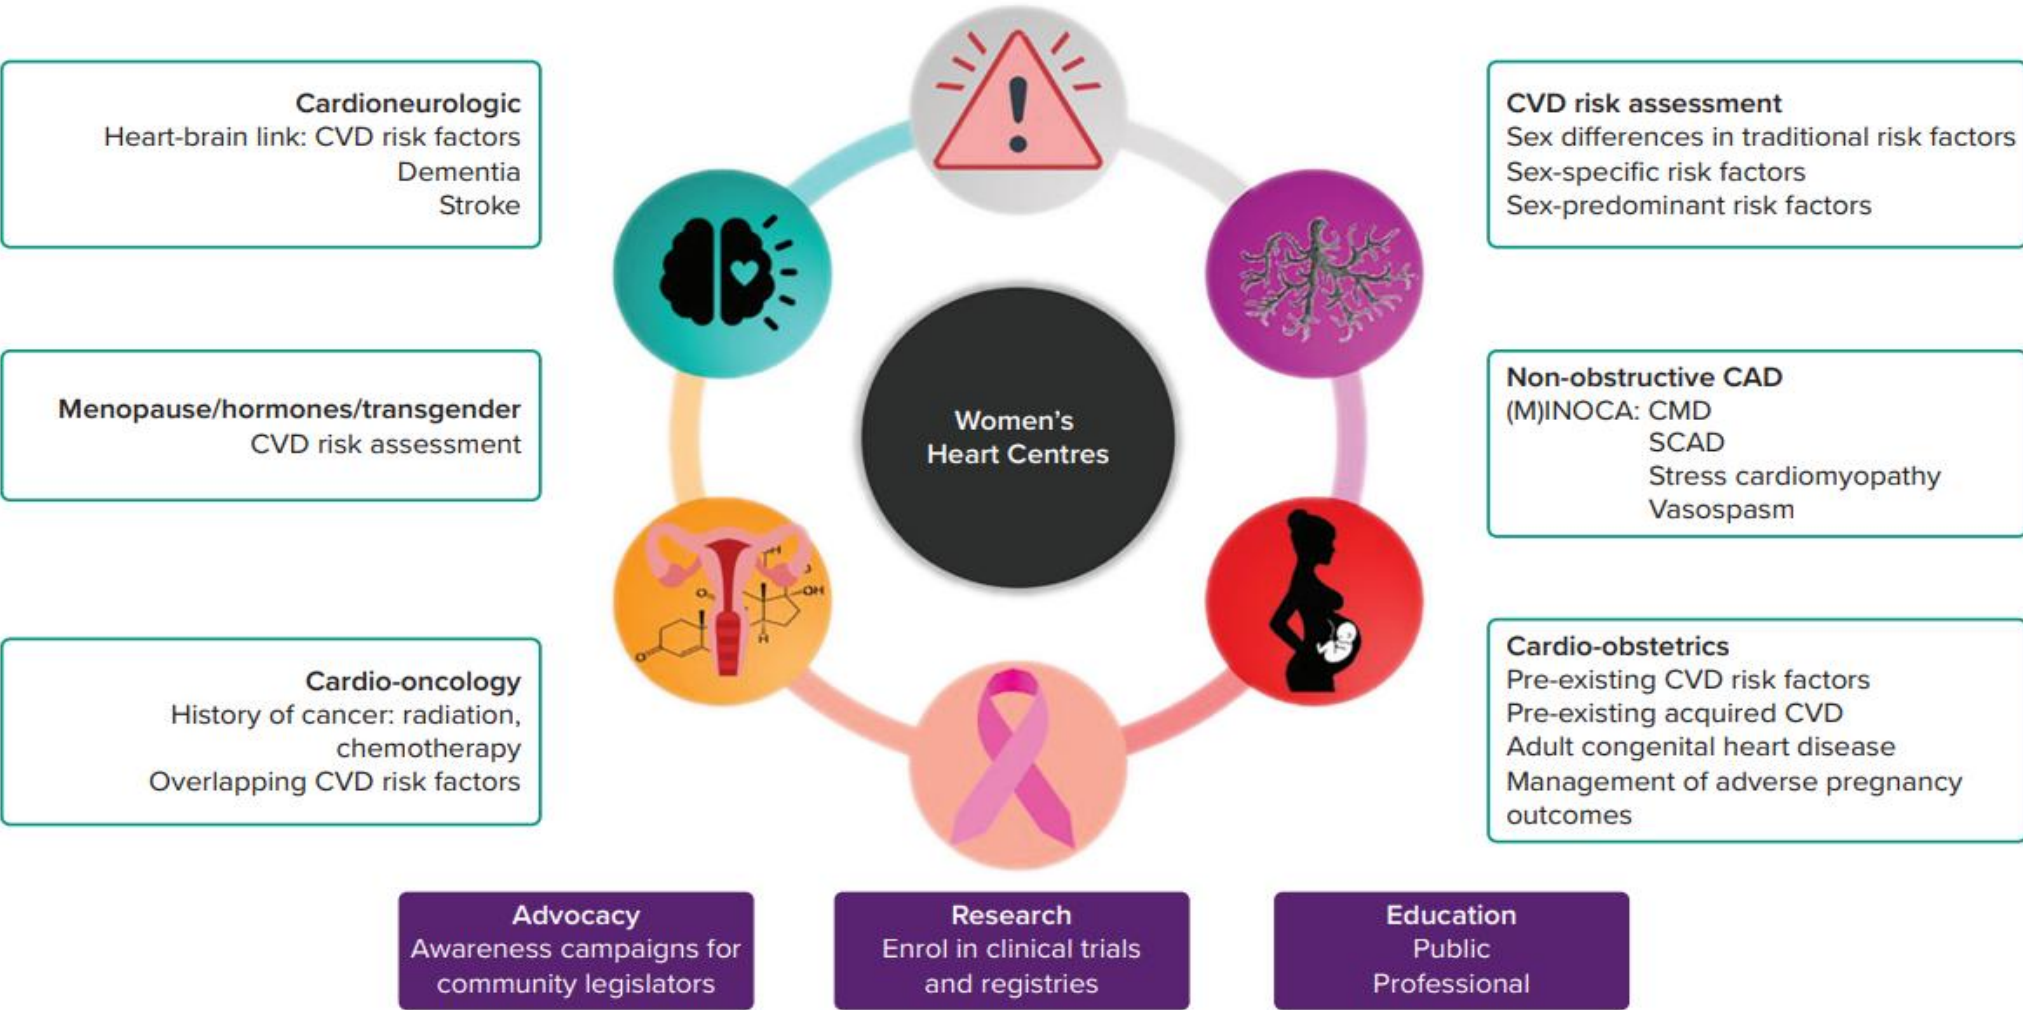 Cardioneurologic
Heart-brain link: CVD risk factors
Dementia
Stroke
Menopause/hormones/transgender
CVD risk assessment
Cardio-oncology
History of cancer: radiation,
chemotherapy
Overlapping CVD risk factors
Women's
Heart Centres
H
O
OH
O
H
O
CVD risk assessment
Sex differences in traditional risk factors
Sex-specific risk factors
Sex-predominant risk factors
Non-obstructive CAD
(M)INOCA: CMD
SCAD
Stress cardiomyopathy
Vasospasm
Cardio-obstetrics
Pre-existing CVD risk factors
Pre-existing acquired CVD
Adult congenital heart disease
Management of adverse pregnancy
outcomes
Advocacy
Awareness campaigns for
community legislators
Research
Enrol in clinical trials
and registries
Education
Public
Professional